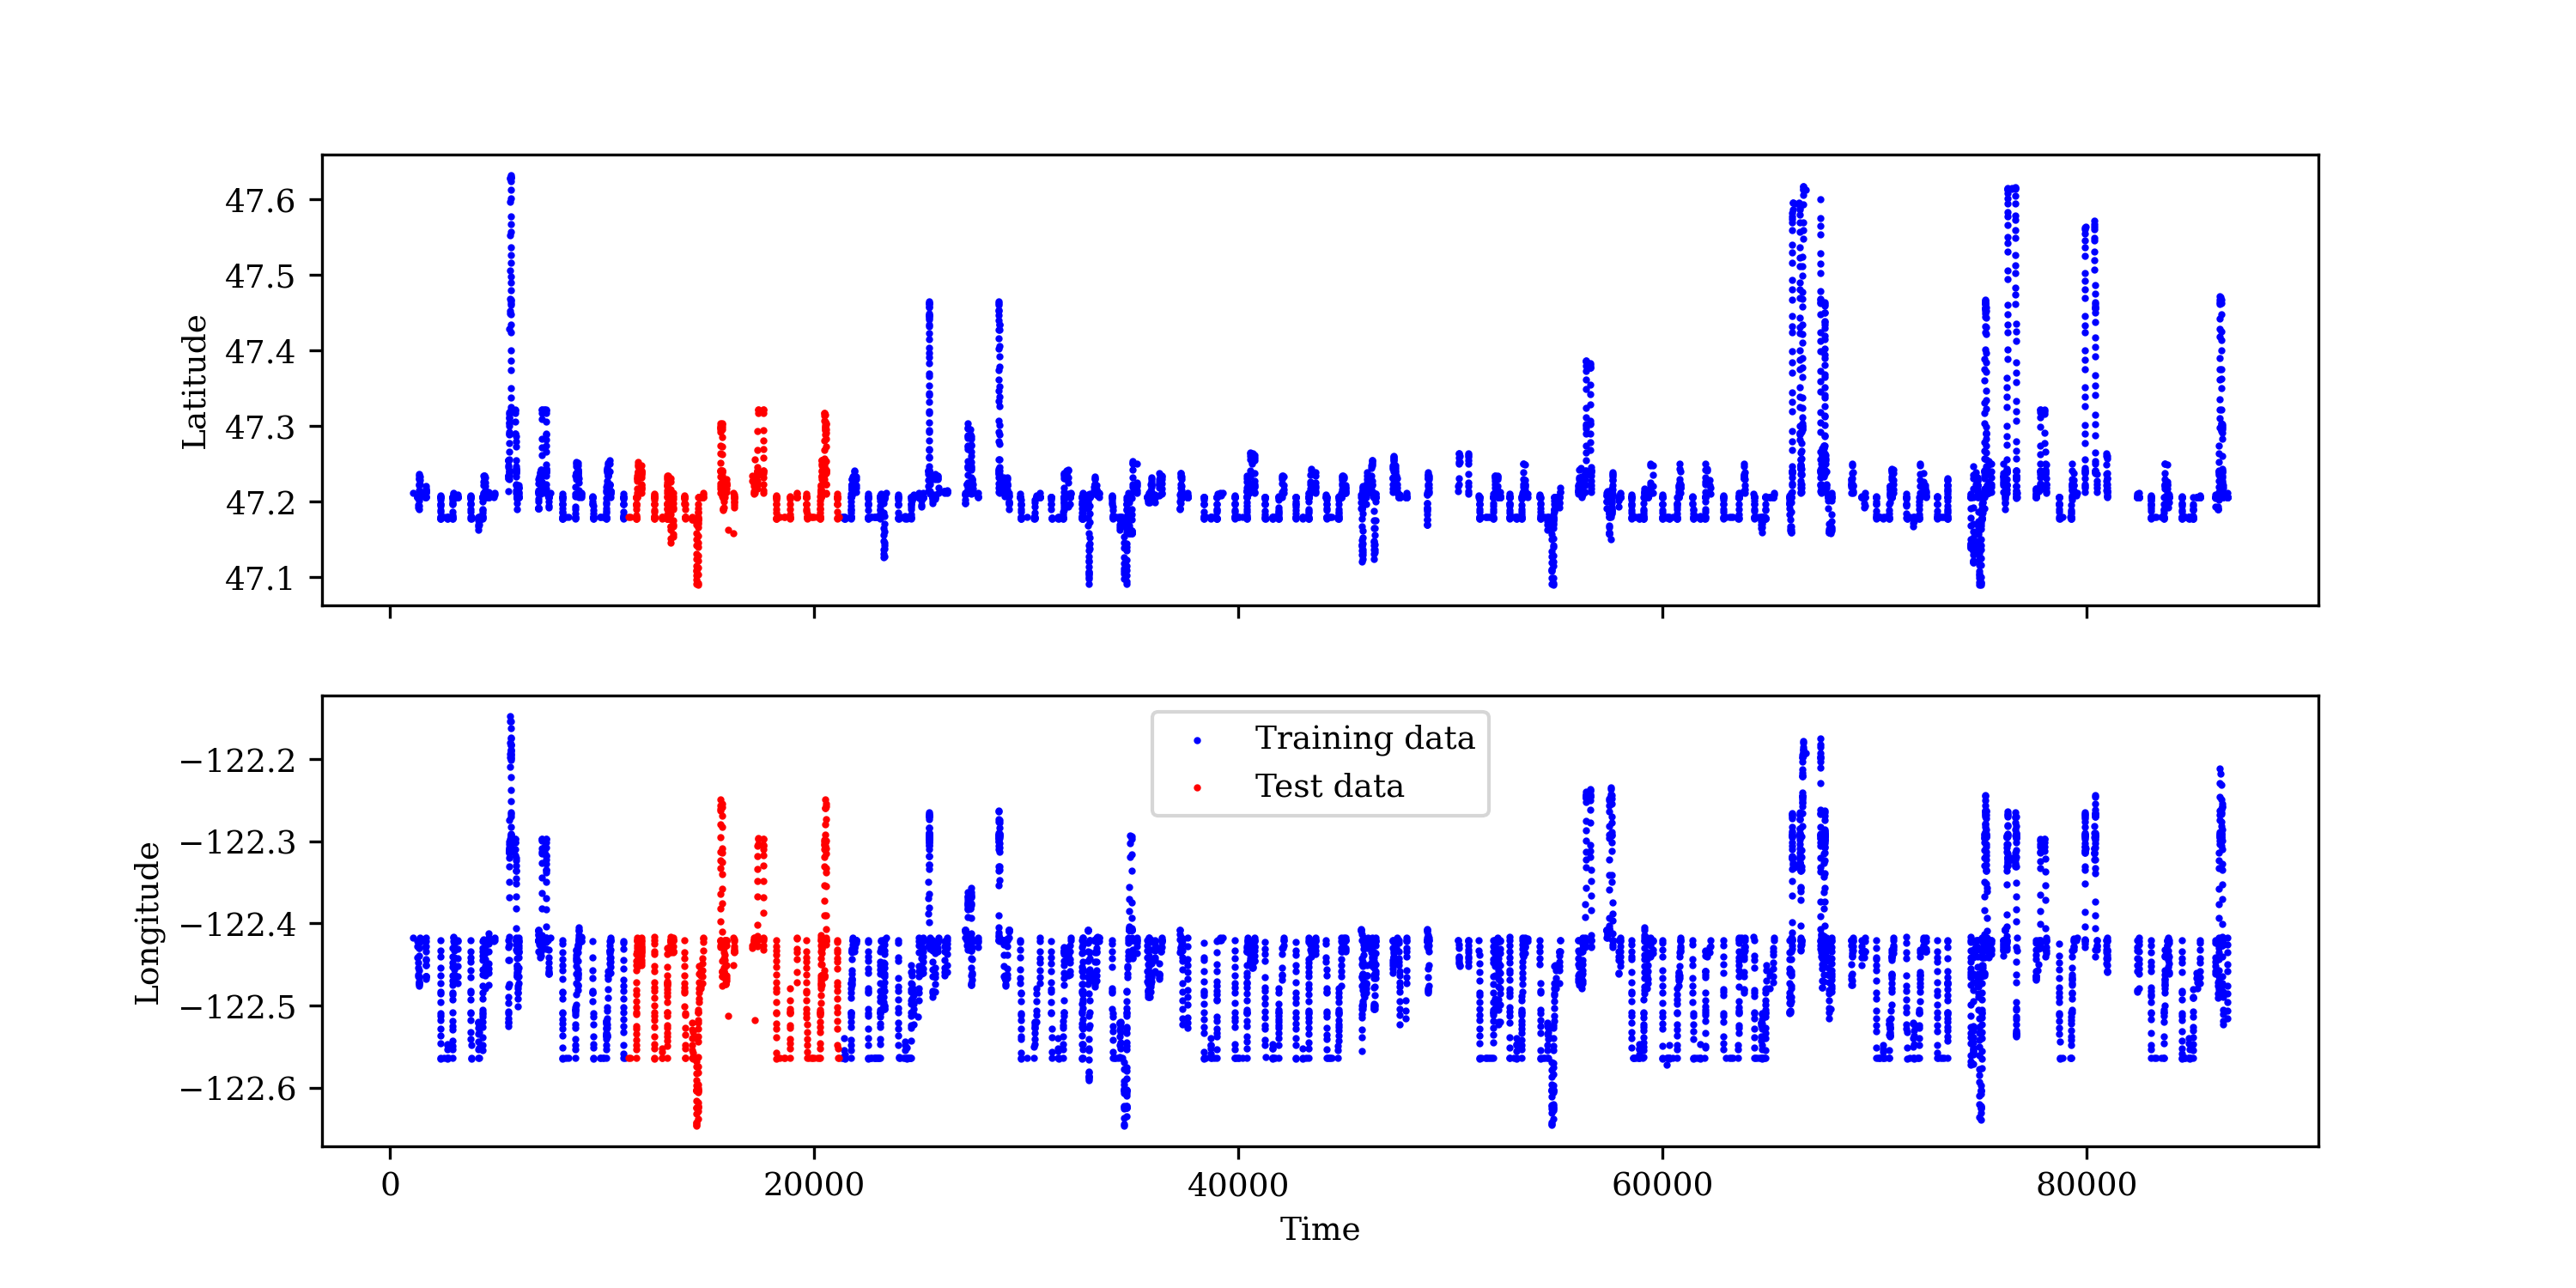 47.6
47.5
47.4
47.3
47.2
47.1
Latitude
−122.2
−122.3
−122.4
−122.5
−122.6
Longitude
Training data
Test data
0 20000 40000 60000 80000
Time